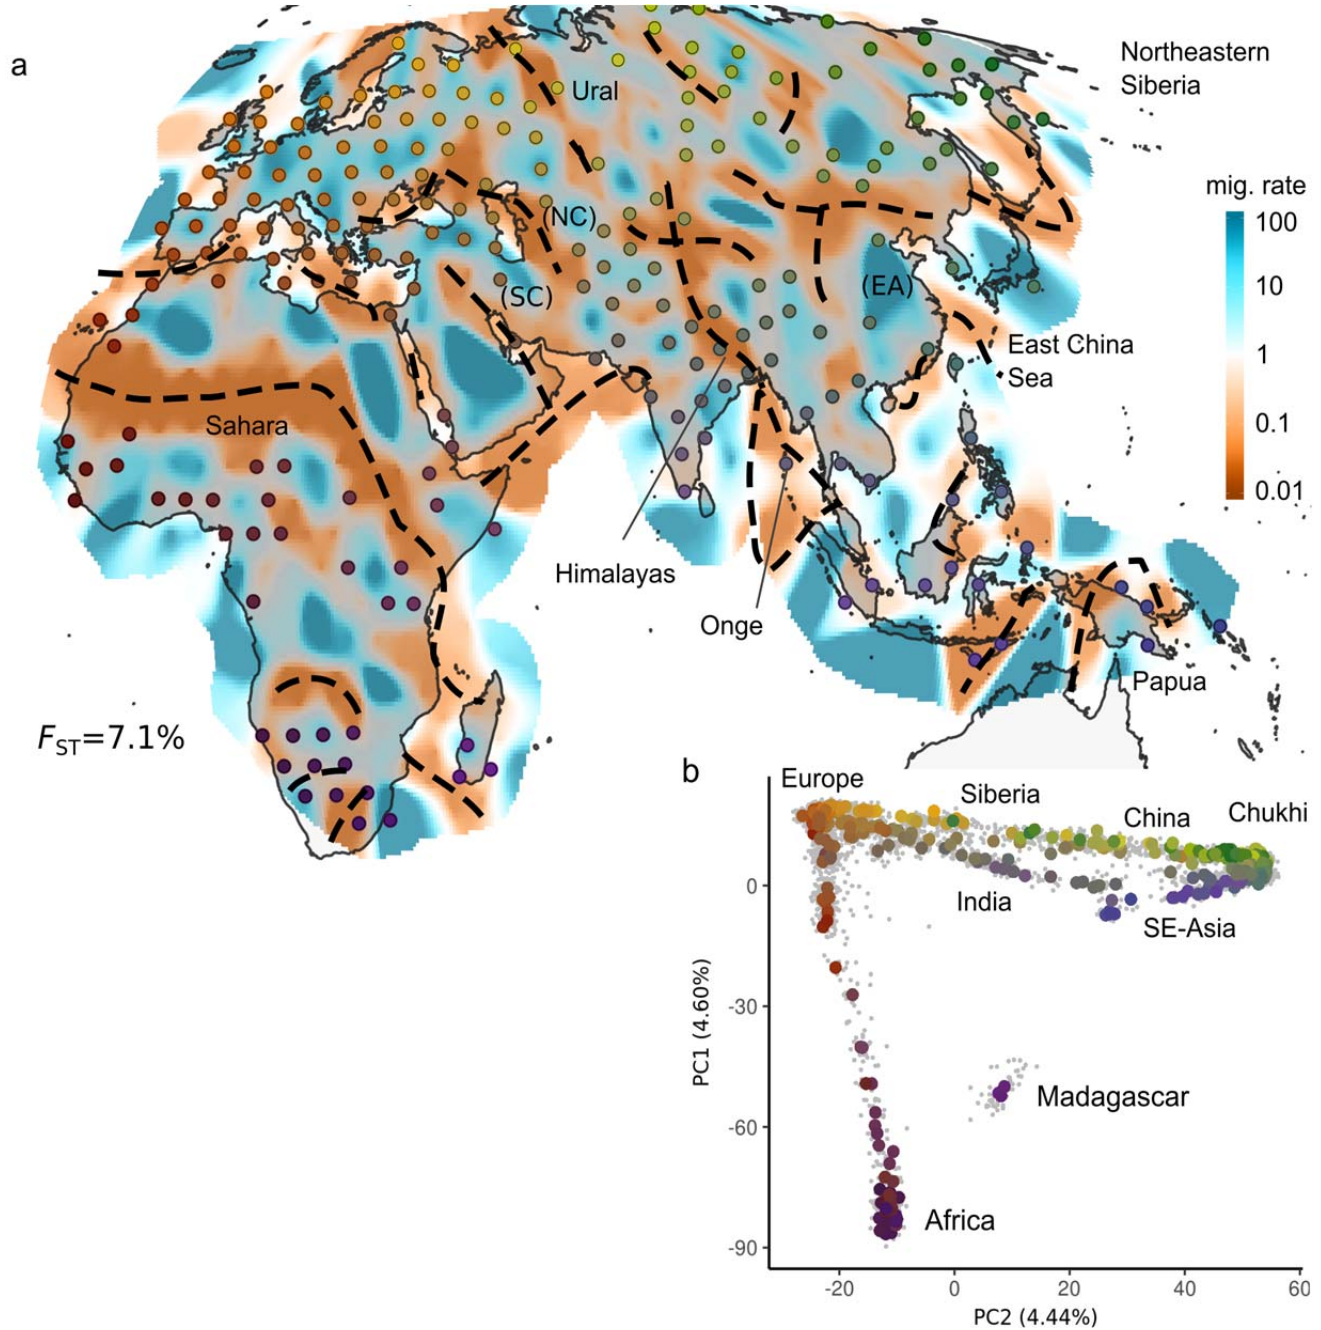 a
Northeastern
Siberia
Ural
mig. rate
100
10
1
0.1
0.01
(NC)
(SC)
(EA)
East China
Sea
Sahara
Himalayas
Onge
Papua
FST=7.1%
b
Europe
Siberia
China
Chukhi
India
SE-Asia
Madagascar
Africa
0
-30
-60
-90
PC1 (4.60%)
-20
0
20
40
60
PC2 (4.44%)